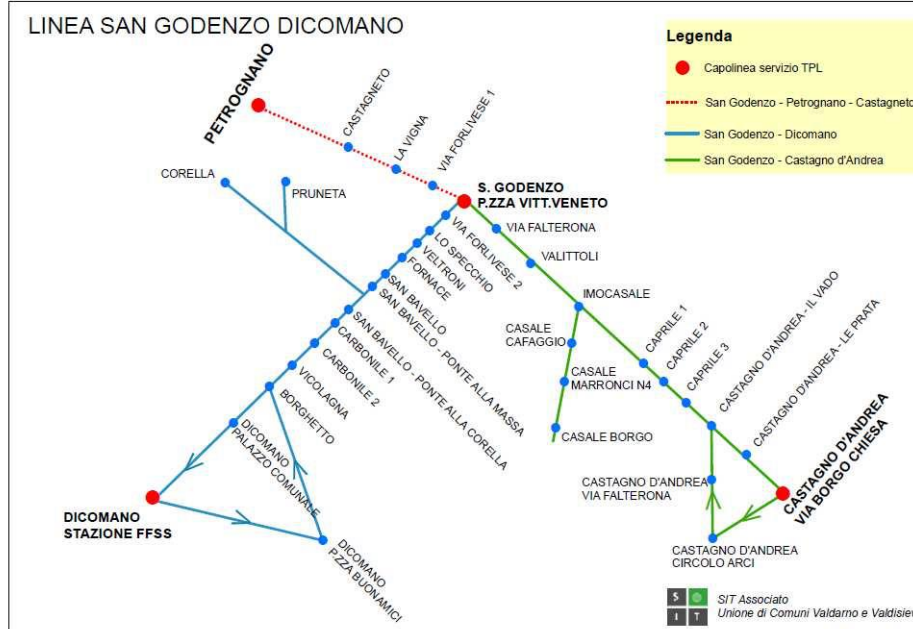 LINEA SAN GODENZO DICOMANO
Legenda
Capolinea servizio TPL
San Godenzo - Petrognano - Castagneto
San Godenzo - Dicomano
San Godenzo - Castagno d'Andrea
PETROGNANO
CASTAGNETO
LA VIGNA
VIA FORLIVESE 1
CORELLA
PRUNETA
S. GODENZO
P.ZZA VITT.VENETO
VIA FORLIVESE 2
LO SPECCHIO
VELTRONI
FORNACE
SAN BAVELLO
SAN BAVELLO - PONTE ALLA MASSA
SAN BAVELLO - PONTE ALLA CORELLA
CARBONILE 1
CARBONILE 2
VICOLAGNA
BORGHETTO
DICOMANO
PALAZZO COMUNALE
DICOMANO
STAZIONE FFSS
DICOMANO
P.ZZA BUONAMICI
VIA FALTERONA
VALITTOLI
IMOCASALE
CASALE
CAFAGGIO
CASALE
MARRONCI N4
CASALE BORGO
CAPRILE 1
CAPRILE 2
CAPRILE 3
CASTAGNO D'ANDREA - IL VADO
CASTAGNO D'ANDREA - LE PRATA
CASTAGNO D'ANDREA
VIA BORGO CHIESA
CASTAGNO D'ANDREA
VIA FALTERONA
CASTAGNO D'ANDREA
CIRCOLO ARCI
S
I T
SIT Associato
Unione di Comuni Valdarno e Valdisiev